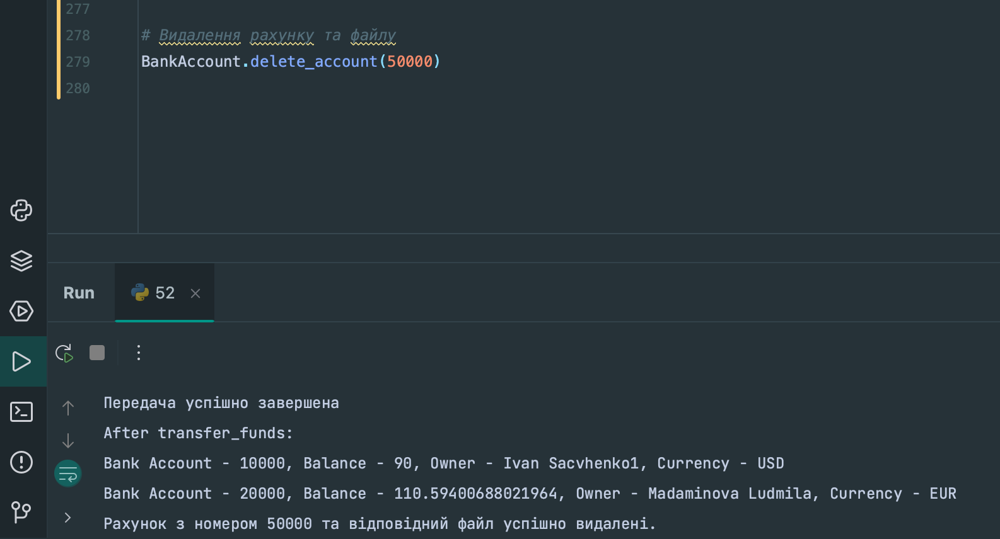 277
278 # Видалення рахунку та файлу
279 BankAccount.delete_account(50000)
280
Run 52
Передача успішно завершена
After transfer_funds:
Bank Account - 10000, Balance - 90, Owner - Ivan Sacvhenko1, Currency - USD
Bank Account - 20000, Balance - 110.59400688021964, Owner - Madaminova Ludmila, Currency - EUR
Рахунок з номером 50000 та відповідний файл успішно видалені.